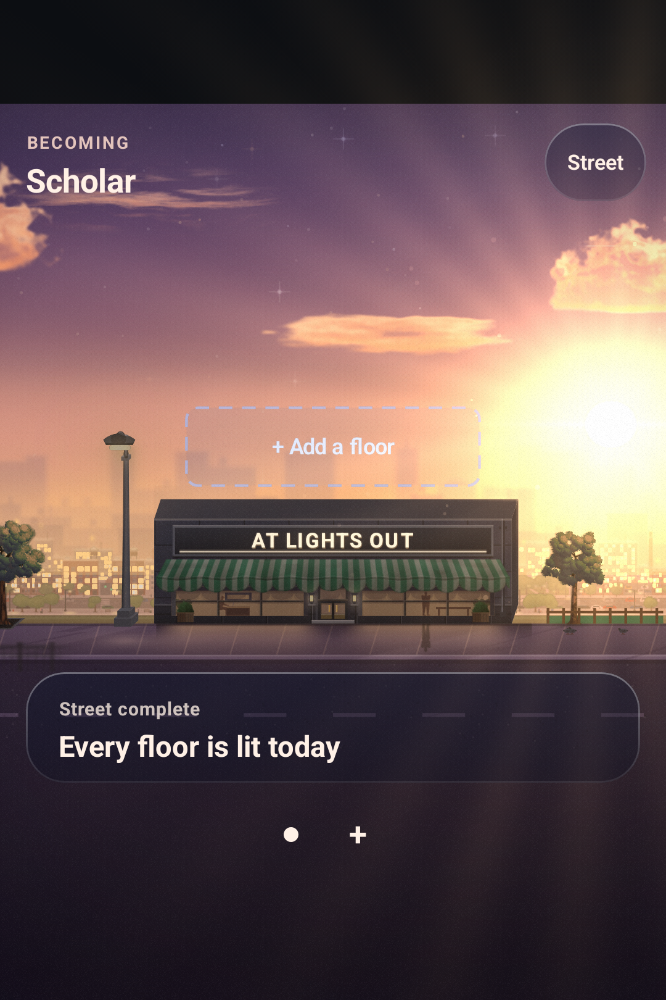 BECOMING
Scholar
Street
+ Add a floor
AT LIGHTS OUT
Street complete
Every floor is lit today
+